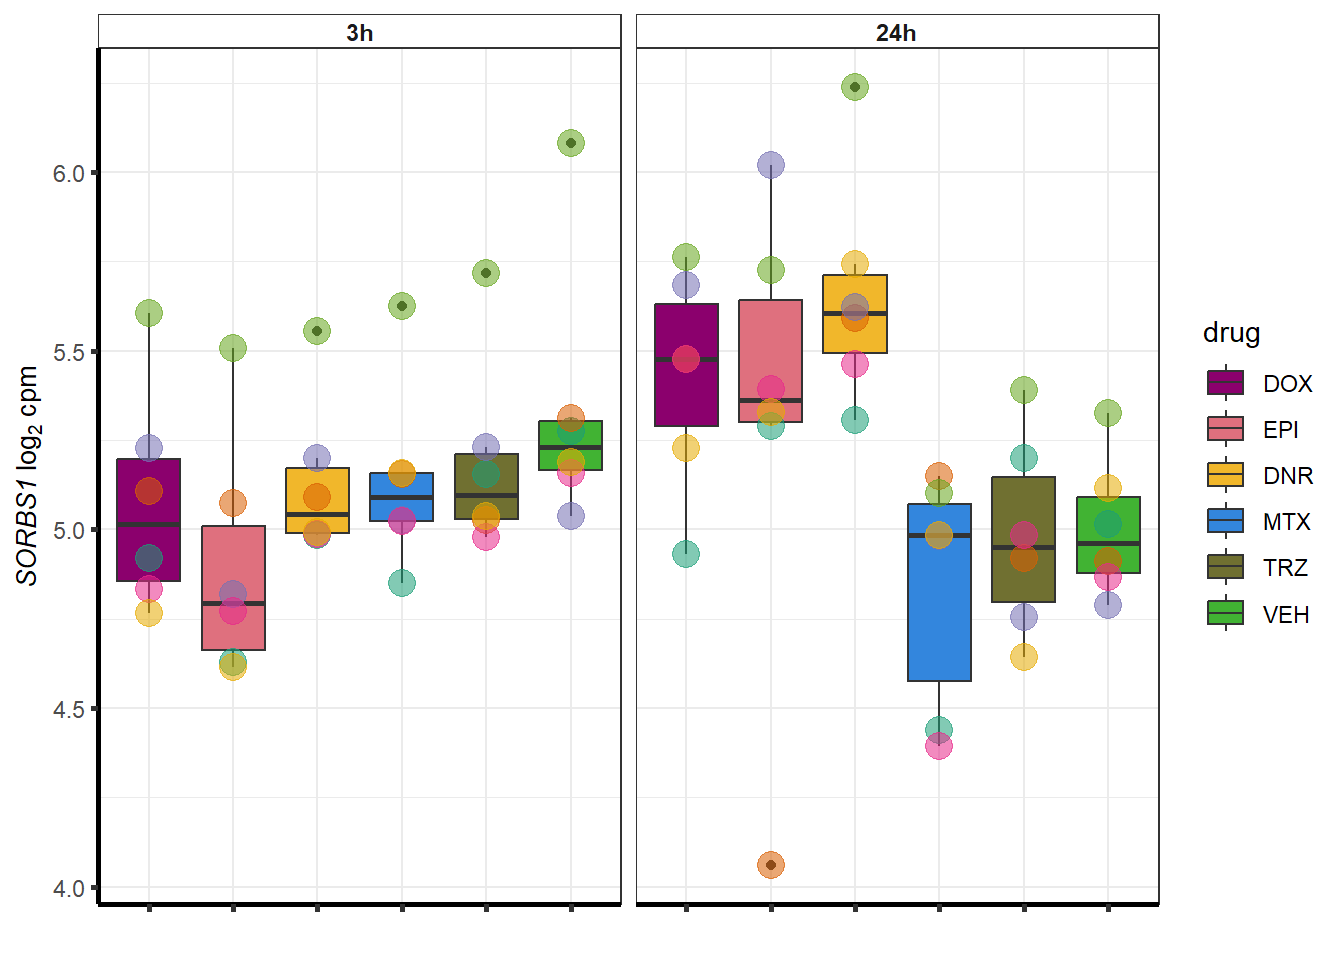 3h
24h
SORBS1 log₂ cpm
6.0
5.5
5.0
4.5
4.0
drug
DOX
EPI
DNR
MTX
TRZ
VEH